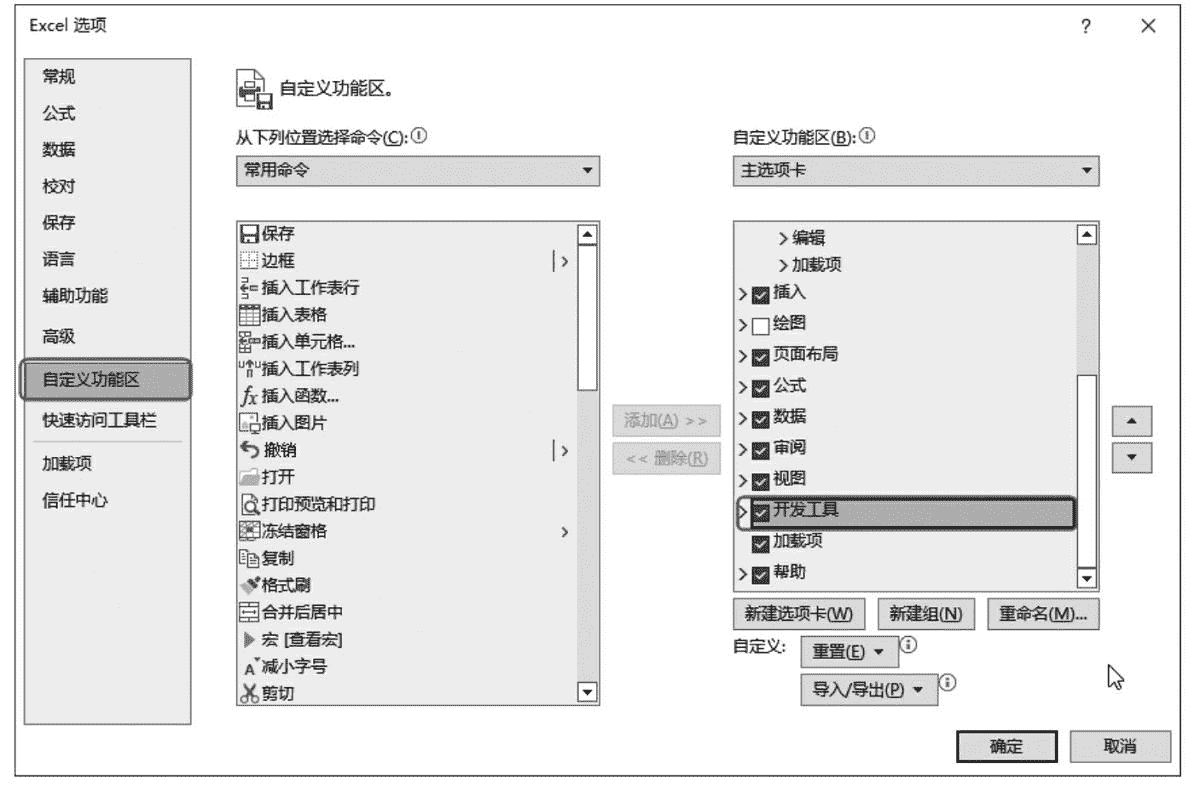 Excel 选项
?
常规
公式
数据
校对
保存
语言
辅助功能
高级
自定义功能区
快速访问工具栏
加载项
信任中心
自定义功能区。
从下列位置选择命令(C):
常用命令
保存
边框
插入工作表行
插入表格
插入单元格...
插入工作表列
插入函数...
插入图片
撤销
打开
打印预览和打印
冻结窗格
复制
格式刷
合并后居中
宏 [查看宏]
减小字号
剪切
添加(A) >>
<< 删除(R)
自定义功能区(B):
主选项卡
编辑
加载项
插入
绘图
页面布局
公式
数据
审阅
视图
开发工具
加载项
帮助
新建选项卡(W) 新建组(N) 重命名(M)...
自定义: 重置(E)
导入/导出(P)
确定 取消